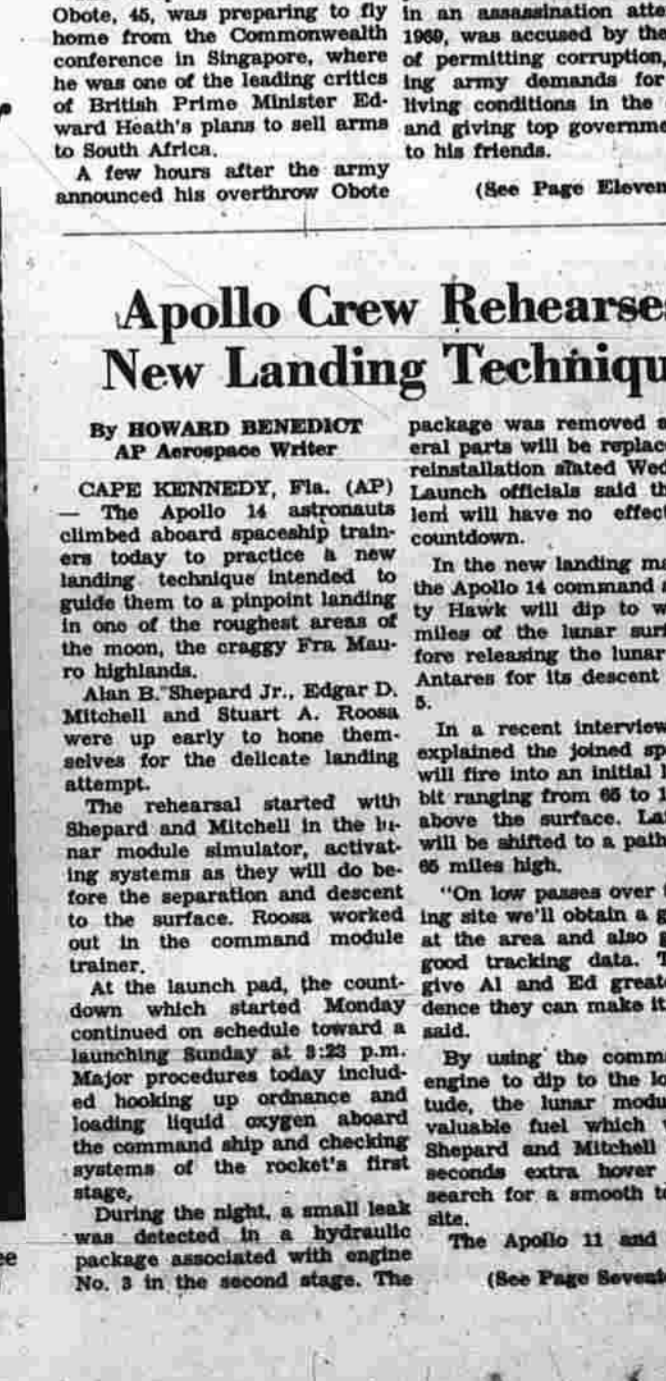 Obote, 45, was preparing to fly
home from the Commonwealth
conference in Singapore, where
he was one of the leading critics
of British Prime Minister Ed-
ward Heath's plans to sell arms
to South Africa.
A few hours after the army
announced his overthrow Obote
in an assassination atte
1969, was accused by the
of permitting corruption,
ing army demands for
living conditions in the
and giving top governme
to his friends.
(See Page Eleven
Apollo Crew Rehearse
New Landing Techniqu
By HOWARD BENEDICT
AP Aerospace Writer
CAPE KENNEDY, Fla. (AP)
— The Apollo 14 astronauts
climbed aboard spaceship train-
ers today to practice a new
landing technique intended to
guide them to a pinpoint landing
in one of the roughest areas of
the moon, the craggy Fra Mau-
ro highlands.
Alan B. Shepard Jr., Edgar D.
Mitchell and Stuart A. Roosa
were up early to hone them-
selves for the delicate landing
attempt.
The rehearsal started with
Shepard and Mitchell in the lu-
nar module simulator, activat-
ing systems as they will do be-
fore the separation and descent
to the surface. Roosa worked
out in the command module
trainer.
At the launch pad, the count-
down which started Monday
continued on schedule toward a
launching Sunday at 3:23 p.m.
Major procedures today includ-
ed hooking up ordnance and
loading liquid oxygen aboard
the command ship and checking
systems of the rocket's first
stage,
During the night, a small leak
was detected in a hydraulic
package associated with engine
No. 3 in the second stage. The
package was removed a
eral parts will be replac
reinstallation slated Wed
Launch officials said th
lem will have no effec
countdown.
In the new landing ma
the Apollo 14 command
ty Hawk will dip to w
miles of the lunar surf
fore releasing the lunar
Antares for its descent
5.
In a recent interview
explained the joined sp
will fire into an initial l
bit ranging from 65 to 1
above the surface. La
will be shifted to a path
65 miles high.
"On low passes over t
ing site we'll obtain a g
at the area and also g
good tracking data. T
give Al and Ed greate
dence they can make it
said.
By using the comma
engine to dip to the lo
tude, the lunar modu
valuable fuel which
Shepard and Mitchell
seconds extra hover
search for a smooth to
site.
The Apollo 11 and
(See Page Sevente
ee